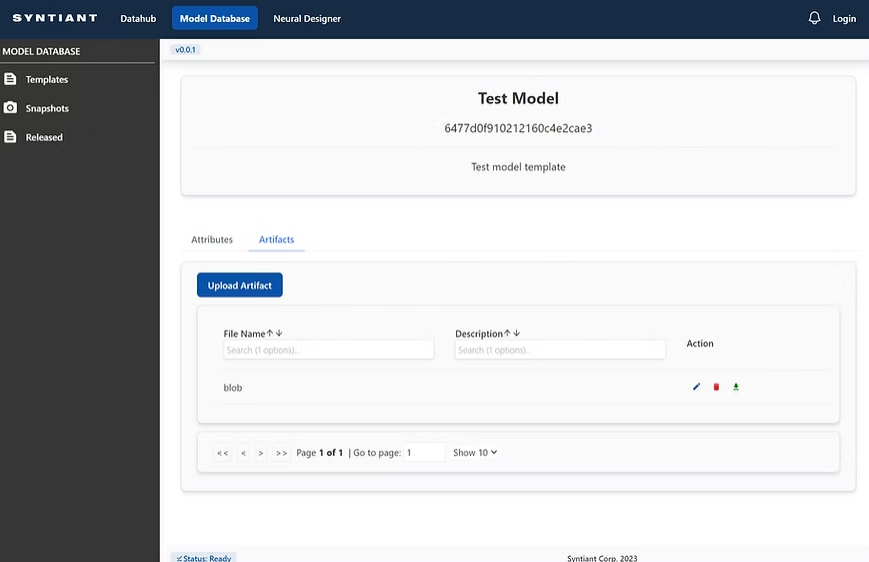 SYNTIANT Datahub Model Database Neural Designer Login
MODEL DATABASE
v0.0.1
Templates
Snapshots
Released
Test Model
6477d0f910212160c4e2cae3
Test model template
Attributes Artifacts
Upload Artifact
File Name↑↓ Description↑↓ Action
Search (1 options).. Search (1 options)..
blob
<< < > >> Page 1 of 1 | Go to page: 1 Show 10
Status: Ready Syntiant Corp. 2023